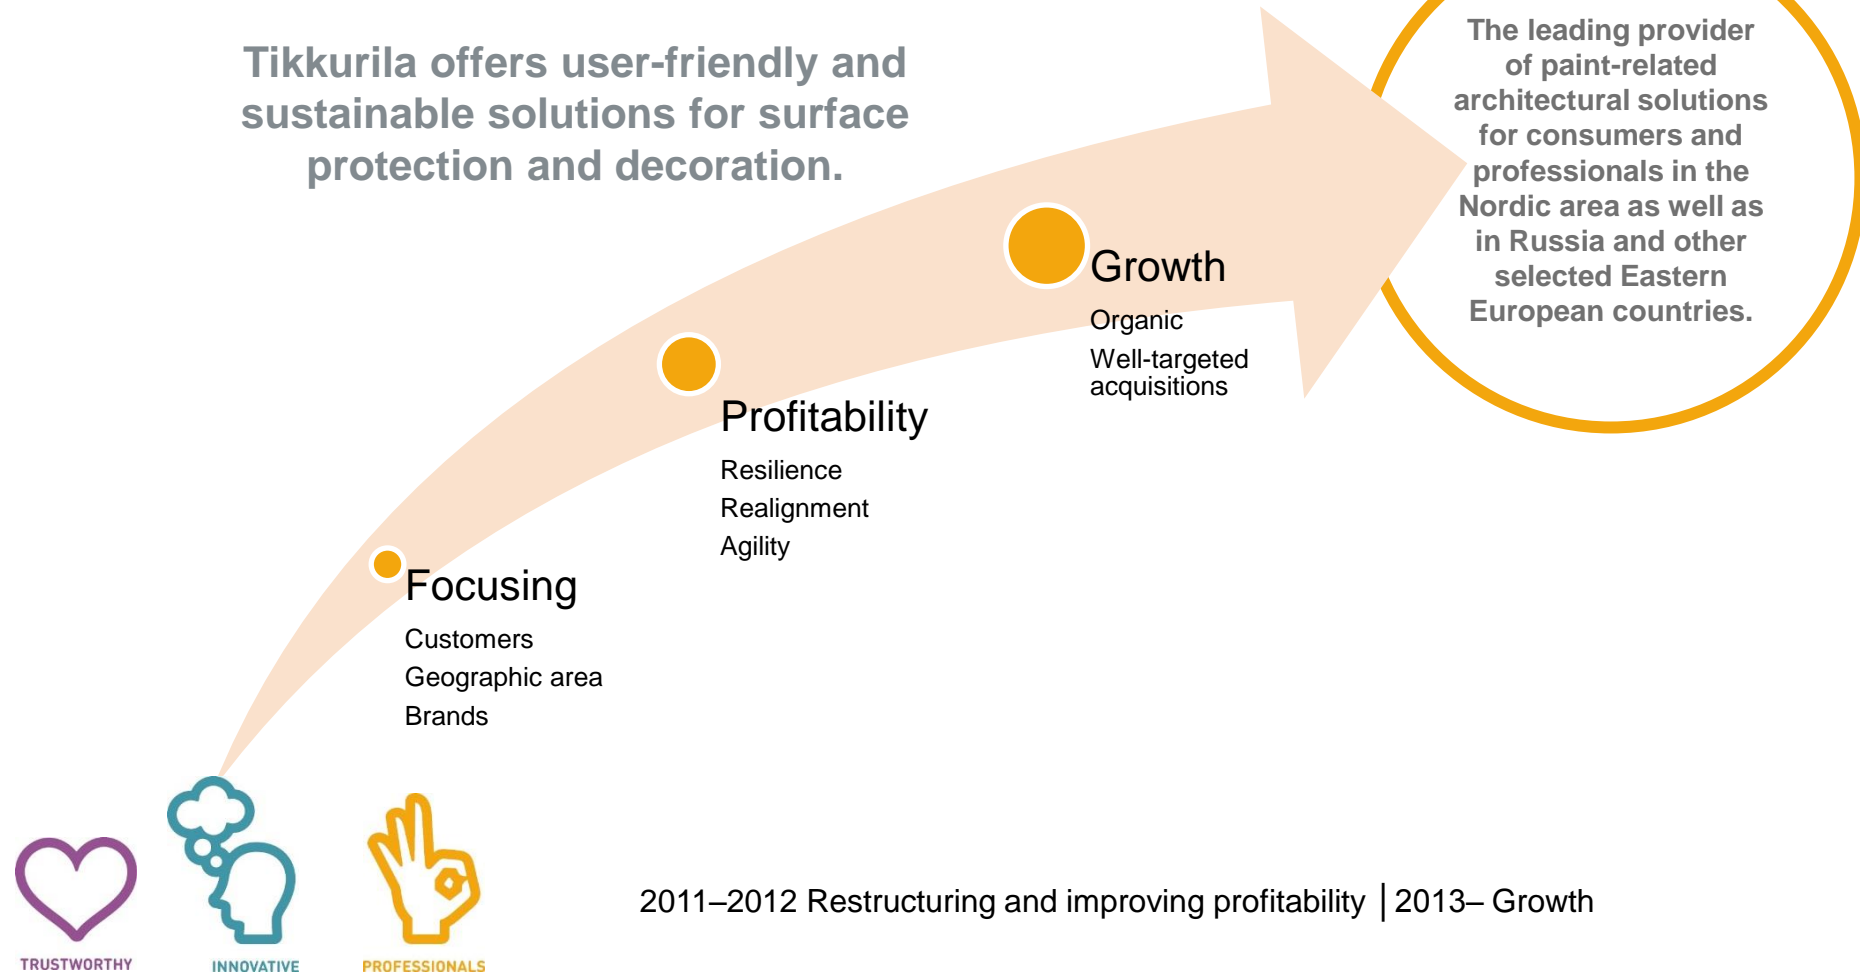 Tikkurila offers user-friendly and
sustainable solutions for surface
protection and decoration.
The leading provider
of paint-related
architectural solutions
for consumers and
professionals in the
Nordic area as well as
in Russia and other
selected Eastern
European countries.
Growth
Organic
Well-targeted
acquisitions
Profitability
Resilience
Realignment
Agility
Focusing
Customers
Geographic area
Brands
TRUSTWORTHY
INNOVATIVE
PROFESSIONALS
2011–2012 Restructuring and improving profitability | 2013– Growth